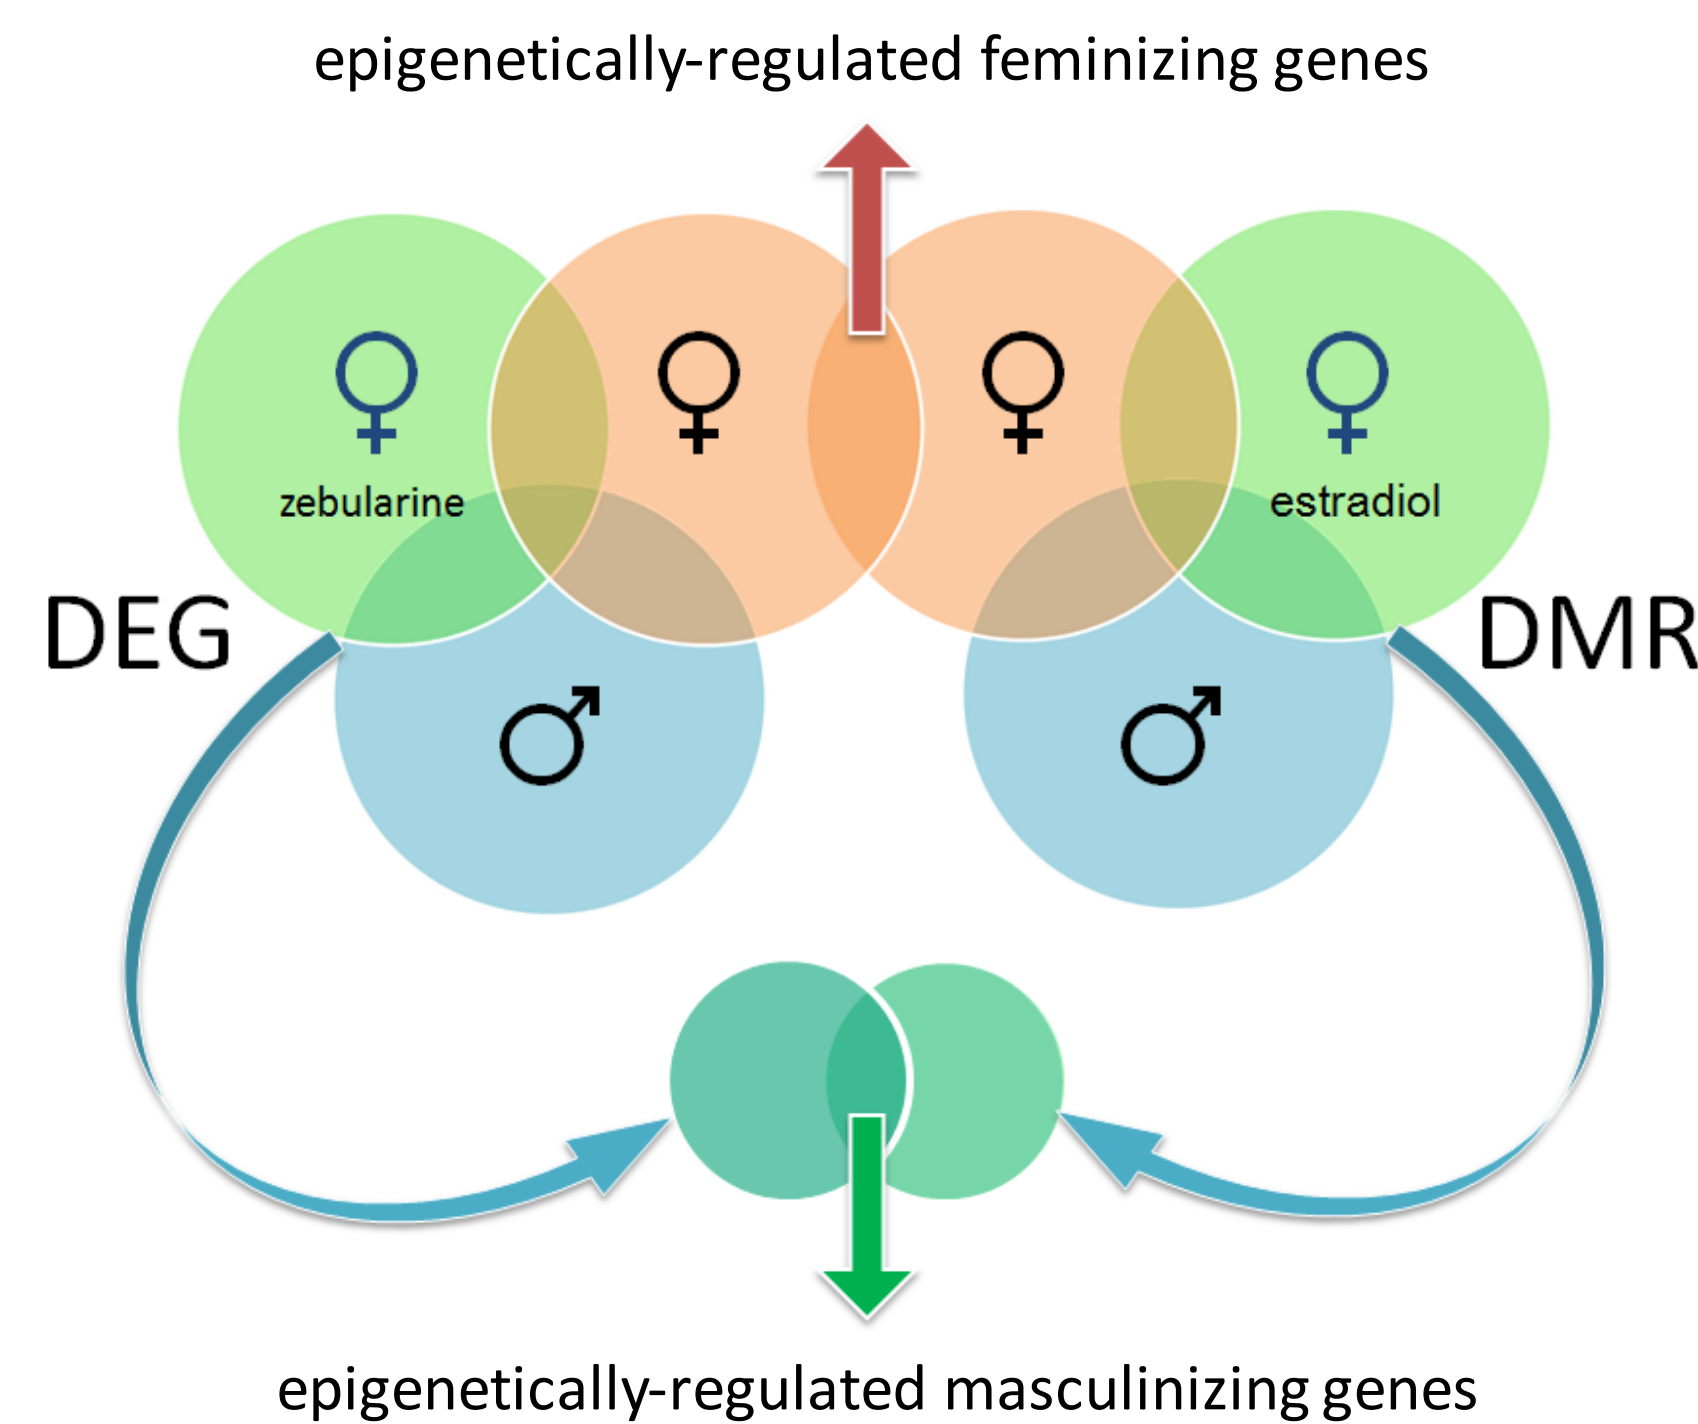 epigenetically-regulated feminizing genes
♀ ♀ ♀ ♀
zebularine estradiol
DEG DMR
♂ ♂
epigenetically-regulated masculinizing genes